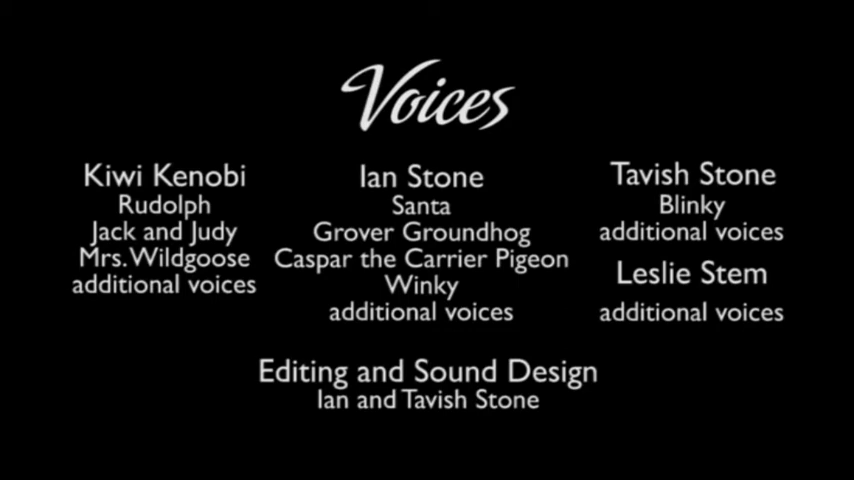 Voices
Kiwi Kenobi
Rudolph
Jack and Judy
Mrs. Wildgoose
additional voices
Ian Stone
Santa
Grover Groundhog
Caspar the Carrier Pigeon
Winky
additional voices
Tavish Stone
Blinky
additional voices
Leslie Stem
additional voices
Editing and Sound Design
Ian and Tavish Stone